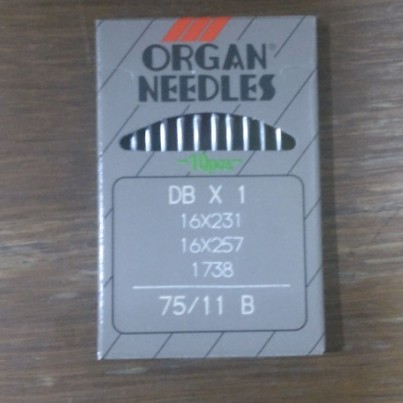 ORGAN®
NEEDLES
-10pcs-
DB X 1
16X231
16X257
1738
75/11 B